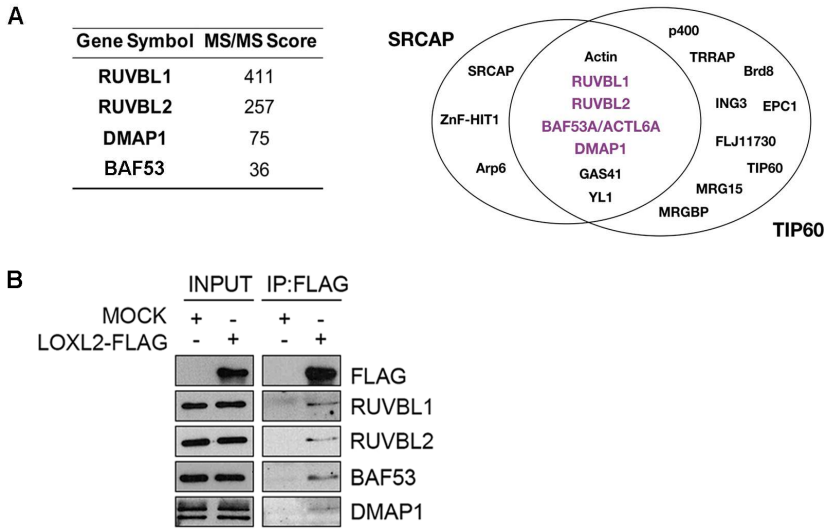 A
Gene Symbol MS/MS Score
RUVBL1 411
RUVBL2 257
DMAP1 75
BAF53 36
SRCAP
TIP60
SRCAP
ZnF-HIT1
Arp6
Actin
RUVBL1
RUVBL2
BAF53A/ACTL6A
DMAP1
GAS41
YL1
p400
TRRAP
Brd8
ING3
EPC1
FLJ11730
TIP60
MRG15
MRGBP
B
INPUT IP:FLAG
MOCK + - + -
LOXL2-FLAG - + - +
FLAG
RUVBL1
RUVBL2
BAF53
DMAP1